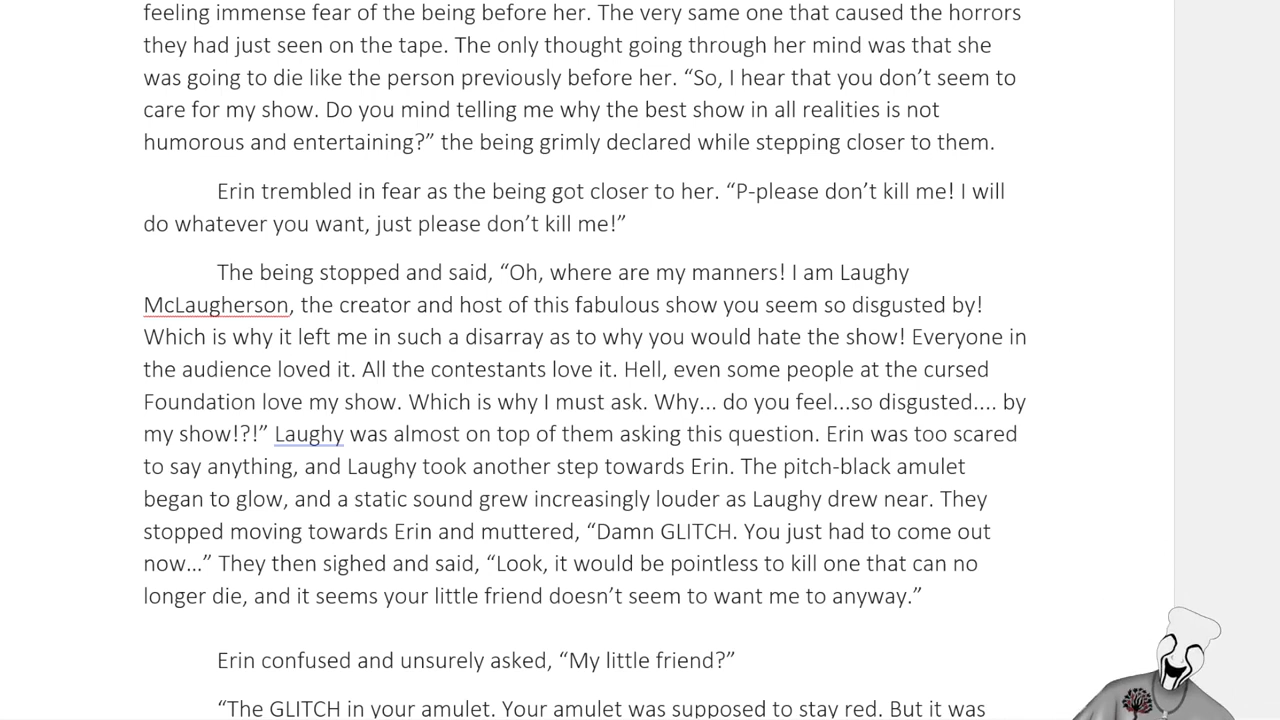 feeling immense fear of the being before her. The very same one that caused the horrors
they had just seen on the tape. The only thought going through her mind was that she
was going to die like the person previously before her. “So, I hear that you don’t seem to
care for my show. Do you mind telling me why the best show in all realities is not
humorous and entertaining?” the being grimly declared while stepping closer to them.
Erin trembled in fear as the being got closer to her. “P-please don’t kill me! I will
do whatever you want, just please don’t kill me!”
The being stopped and said, “Oh, where are my manners! I am Laughy
McLaugherson, the creator and host of this fabulous show you seem so disgusted by!
Which is why it left me in such a disarray as to why you would hate the show! Everyone in
the audience loved it. All the contestants love it. Hell, even some people at the cursed
Foundation love my show. Which is why I must ask. Why... do you feel...so disgusted.... by
my show!?!” Laughy was almost on top of them asking this question. Erin was too scared
to say anything, and Laughy took another step towards Erin. The pitch-black amulet
began to glow, and a static sound grew increasingly louder as Laughy drew near. They
stopped moving towards Erin and muttered, “Damn GLITCH. You just had to come out
now...” They then sighed and said, “Look, it would be pointless to kill one that can no
longer die, and it seems your little friend doesn’t seem to want me to anyway.”
Erin confused and unsurely asked, “My little friend?”
“The GLITCH in your amulet. Your amulet was supposed to stay red. But it was